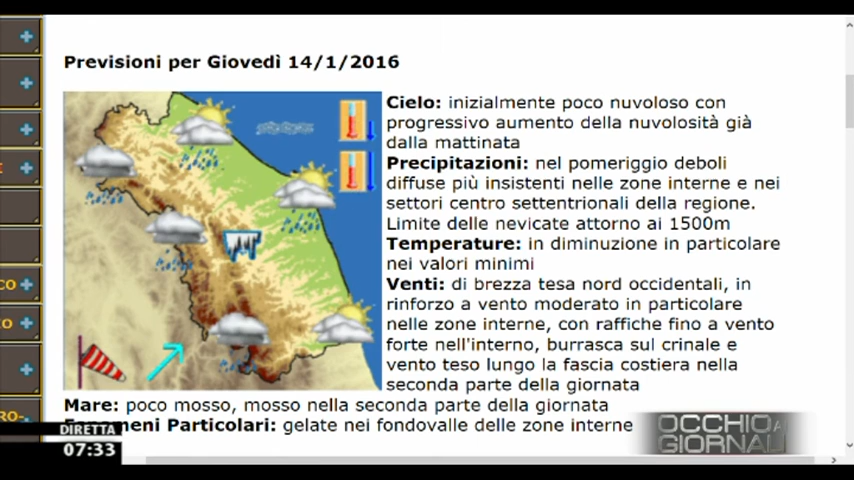 Previsioni per Giovedì 14/1/2016
Cielo: inizialmente poco nuvoloso con
progressivo aumento della nuvolosità già
dalla mattinata
Precipitazioni: nel pomeriggio deboli
diffuse più insistenti nelle zone interne e nei
settori centro settentrionali della regione.
Limite delle nevicate attorno ai 1500m
Temperature: in diminuzione in particolare
nei valori minimi
Venti: di brezza tesa nord occidentali, in
rinforzo a vento moderato in particolare
nelle zone interne, con raffiche fino a vento
forte nell'interno, burrasca sul crinale e
vento teso lungo la fascia costiera nella
seconda parte della giornata
Mare: poco mosso, mosso nella seconda parte della giornata
meni Particolari: gelate nei fondovalle delle zone interne
DIRETTA
07:33
OCCHIO AI
GIORNALI
CO
RO-